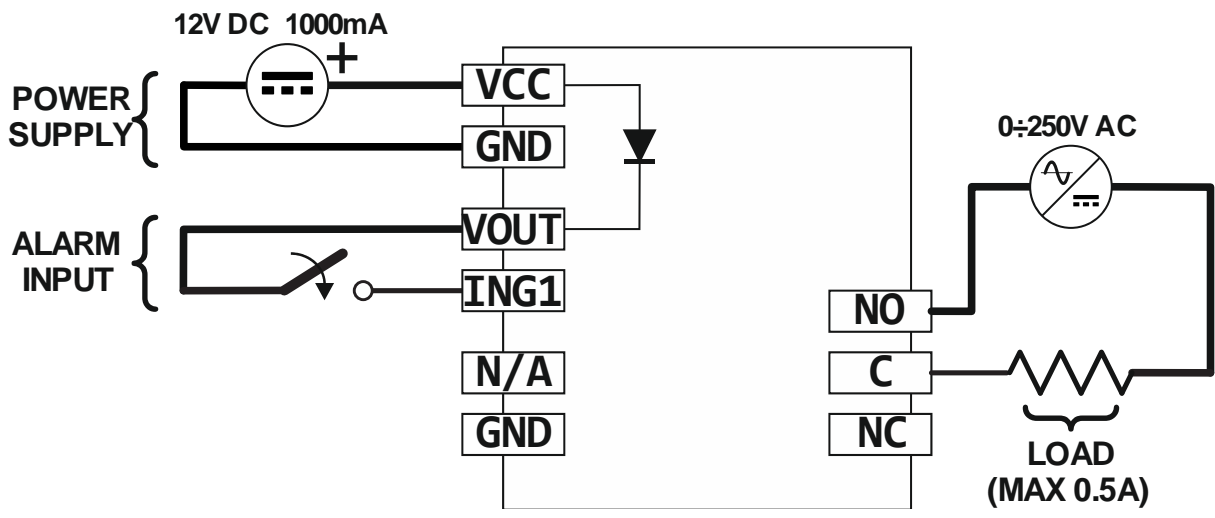 12V DC 1000mA
+
POWER
SUPPLY
VCC
GND
0÷250V AC
ALARM
INPUT
VOUT
ING1
N/A
GND
NO
C
NC
LOAD
(MAX 0.5A)